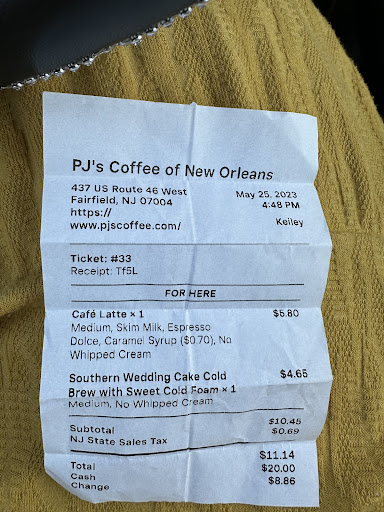 PJ's Coffee of New Orleans
437 US Route 46 West
Fairfield, NJ 07004
https://
www.pjscoffee.com/
May 25, 2023
4:48 PM
Keiley
Ticket: #33
Receipt: Tf5L
FOR HERE
Café Latte × 1 $5.80
Medium, Skim Milk, Espresso
Dolce, Caramel Syrup ($0.70), No
Whipped Cream
Southern Wedding Cake Cold $4.65
Brew with Sweet Cold Foam × 1
Medium, No Whipped Cream
Subtotal $10.45
NJ State Sales Tax $0.69
Total $11.14
Cash $20.00
Change $8.86